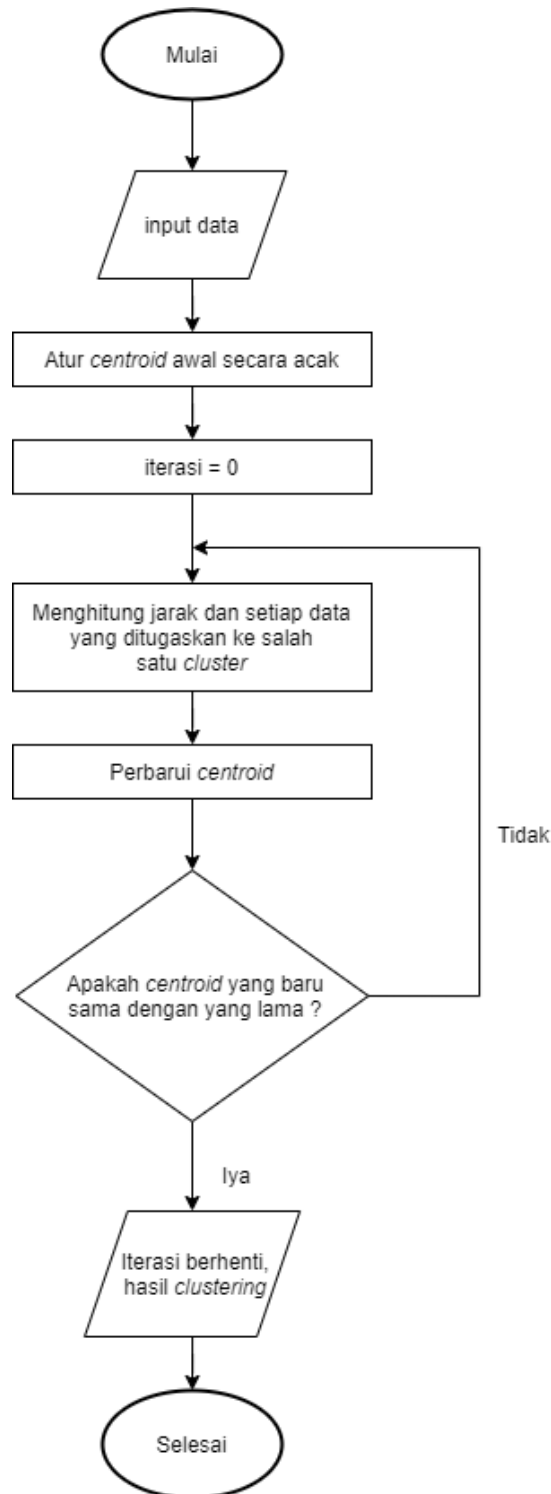 Mulai
input data
Atur centroid awal secara acak
iterasi = 0
Menghitung jarak dan setiap data
yang ditugaskan ke salah
satu cluster
Perbarui centroid
Tidak
Apakah centroid yang baru
sama dengan yang lama ?
Iya
Iterasi berhenti,
hasil clustering
Selesai